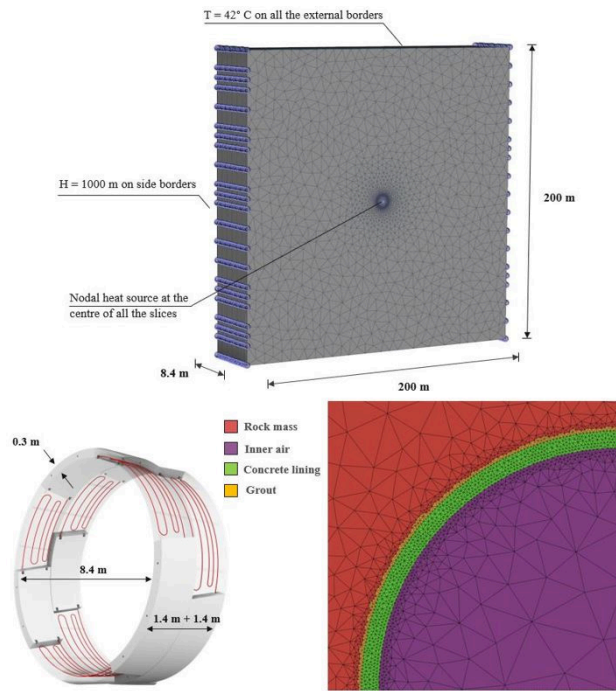 T = 42° C on all the external borders
H = 1000 m on side borders
200 m
Nodal heat source at the
centre of all the slices
8.4 m
200 m
0.3 m
8.4 m
1.4 m + 1.4 m
Rock mass
Inner air
Concrete lining
Grout